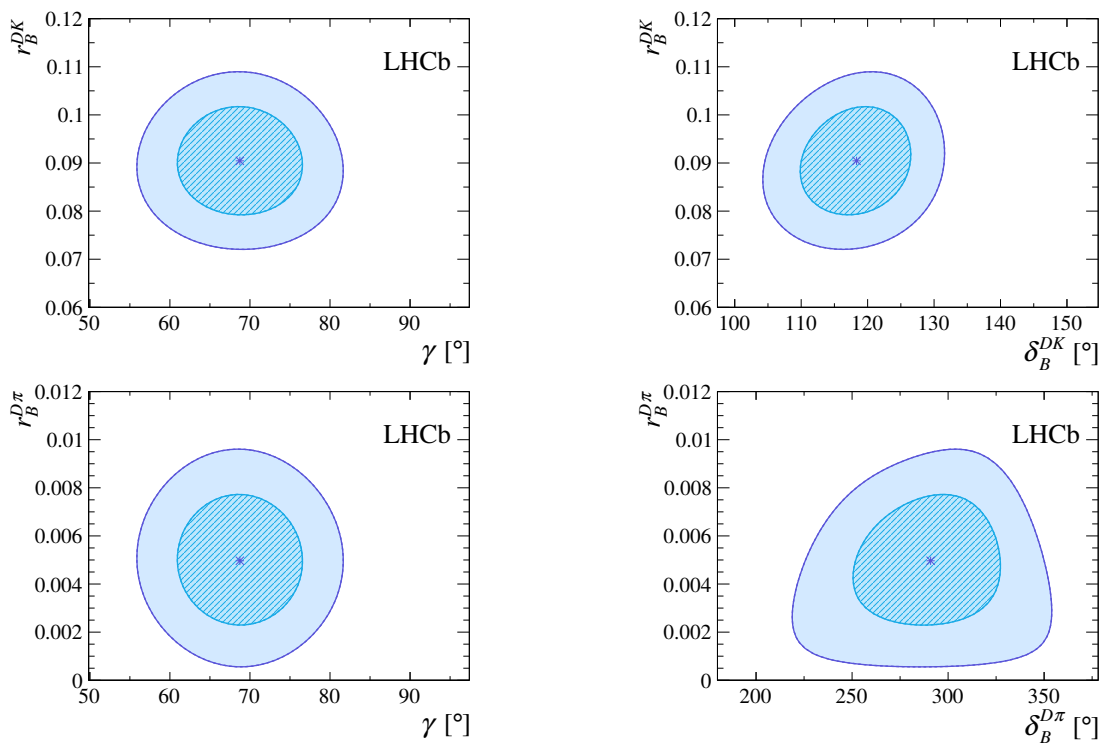 0.12
0.11
0.1
0.09
0.08
0.07
0.06
r_B^{DK}
LHCb
50 60 70 80 90
γ [°]
0.12
0.11
0.1
0.09
0.08
0.07
0.06
r_B^{DK}
LHCb
100 110 120 130 140 150
δ_B^{DK} [°]
0.012
0.01
0.008
0.006
0.004
0.002
0
r_B^{Dπ}
LHCb
50 60 70 80 90
γ [°]
0.012
0.01
0.008
0.006
0.004
0.002
0
r_B^{Dπ}
LHCb
200 250 300 350
δ_B^{Dπ} [°]